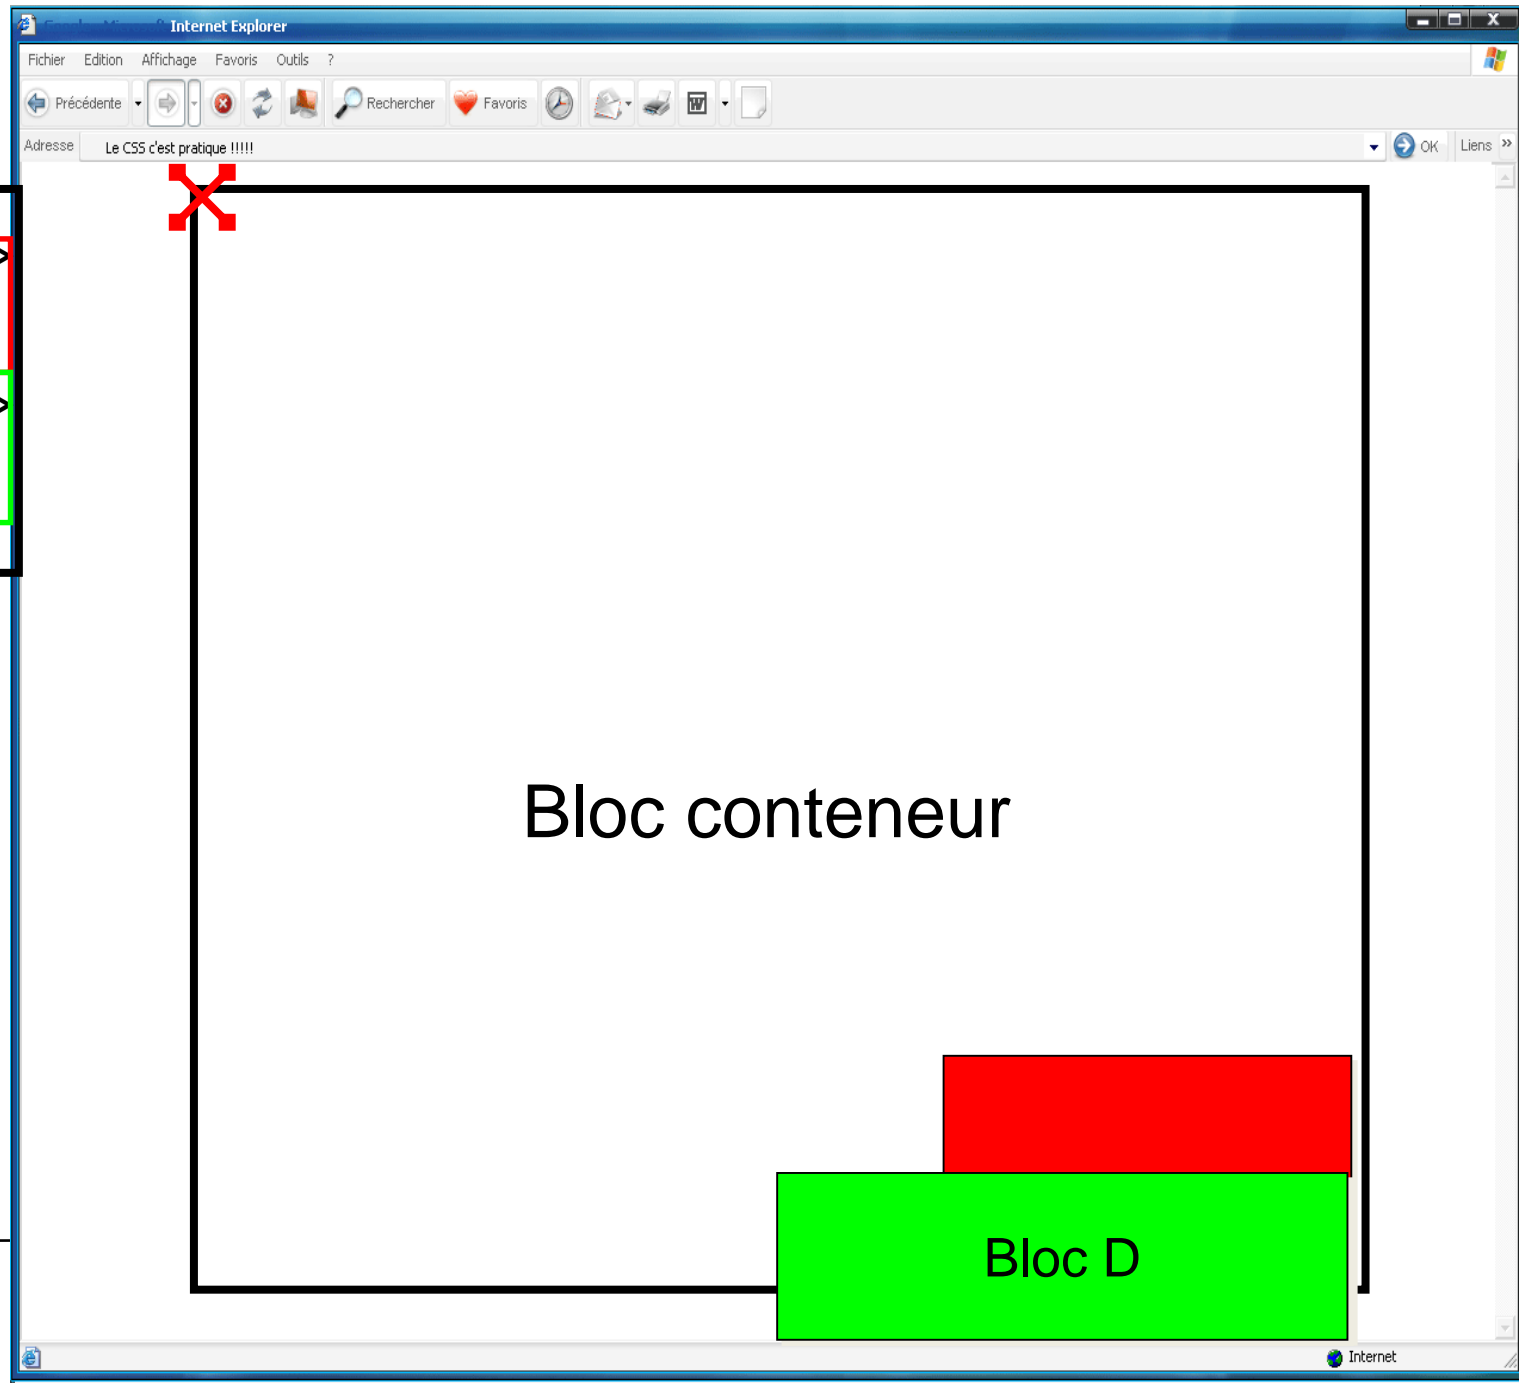 Internet Explorer
Fichier Edition Affichage Favoris Outils ?
Précédente Rechercher Favoris
Adresse Le CSS c'est pratique !!!!! OK Liens »
>
>
Bloc conteneur
Bloc D
Internet